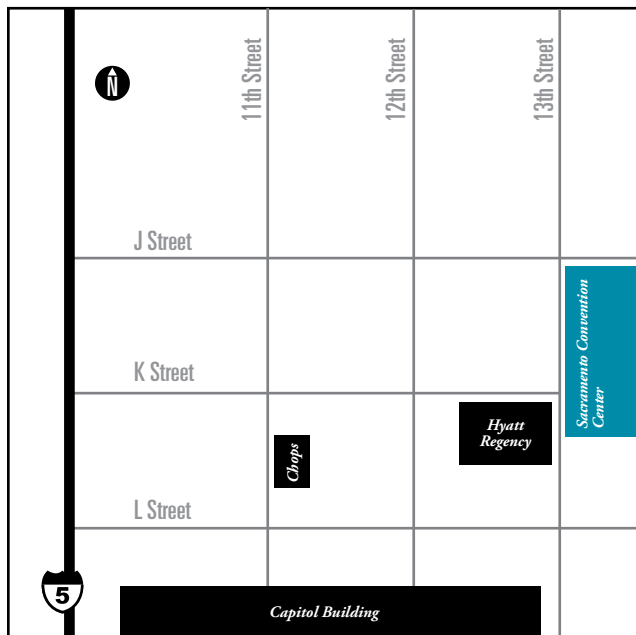 N
11th Street
12th Street
13th Street
J Street
K Street
L Street
Sacramento Convention
Center
Hyatt
Regency
Chops
5
Capitol Building